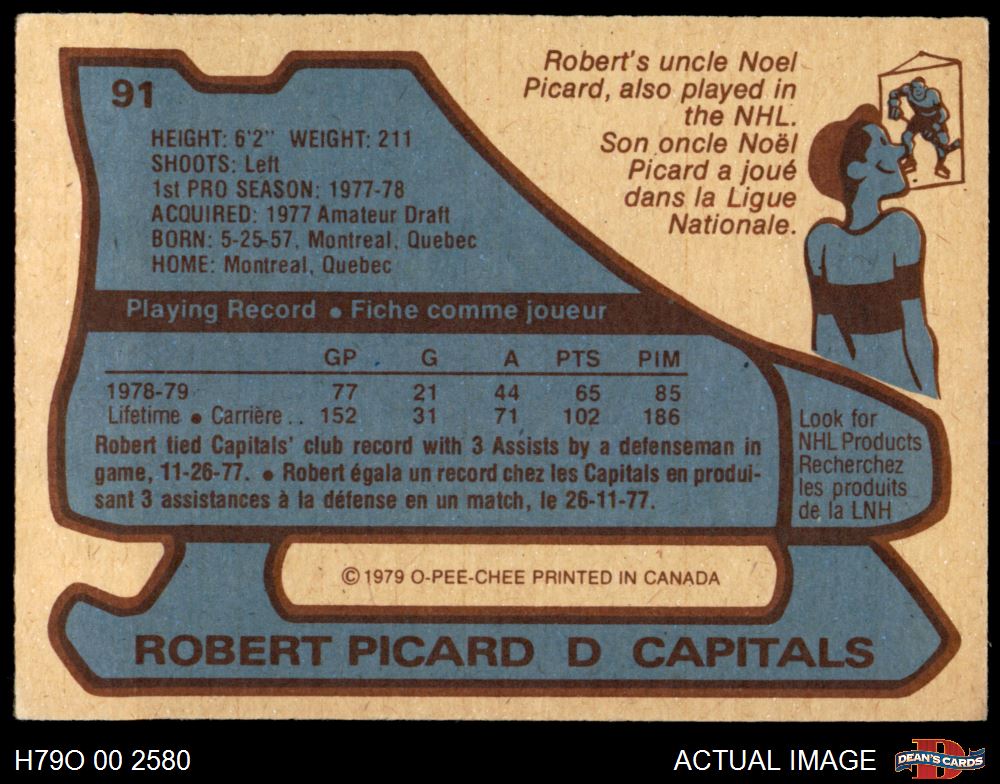 91
HEIGHT: 6'2" WEIGHT: 211
SHOOTS: Left
1st PRO SEASON: 1977-78
ACQUIRED: 1977 Amateur Draft
BORN: 5-25-57, Montreal, Quebec
HOME: Montreal, Quebec
Robert's uncle Noel
Picard, also played in
the NHL.
Son oncle Noël
Picard a joué
dans la Ligue
Nationale.
Playing Record • Fiche comme joueur
GP G A PTS PIM
1978-79 77 21 44 65 85
Lifetime • Carrière .. 152 31 71 102 186
Robert tied Capitals' club record with 3 Assists by a defenseman in
game, 11-26-77. • Robert égala un record chez les Capitals en produi-
sant 3 assistances à la défense en un match, le 26-11-77.
Look for
NHL Products
Recherchez
les produits
de la LNH
© 1979 O-PEE-CHEE PRINTED IN CANADA
ROBERT PICARD D CAPITALS
H79O 00 2580
ACTUAL IMAGE
D
DEAN'S CARDS